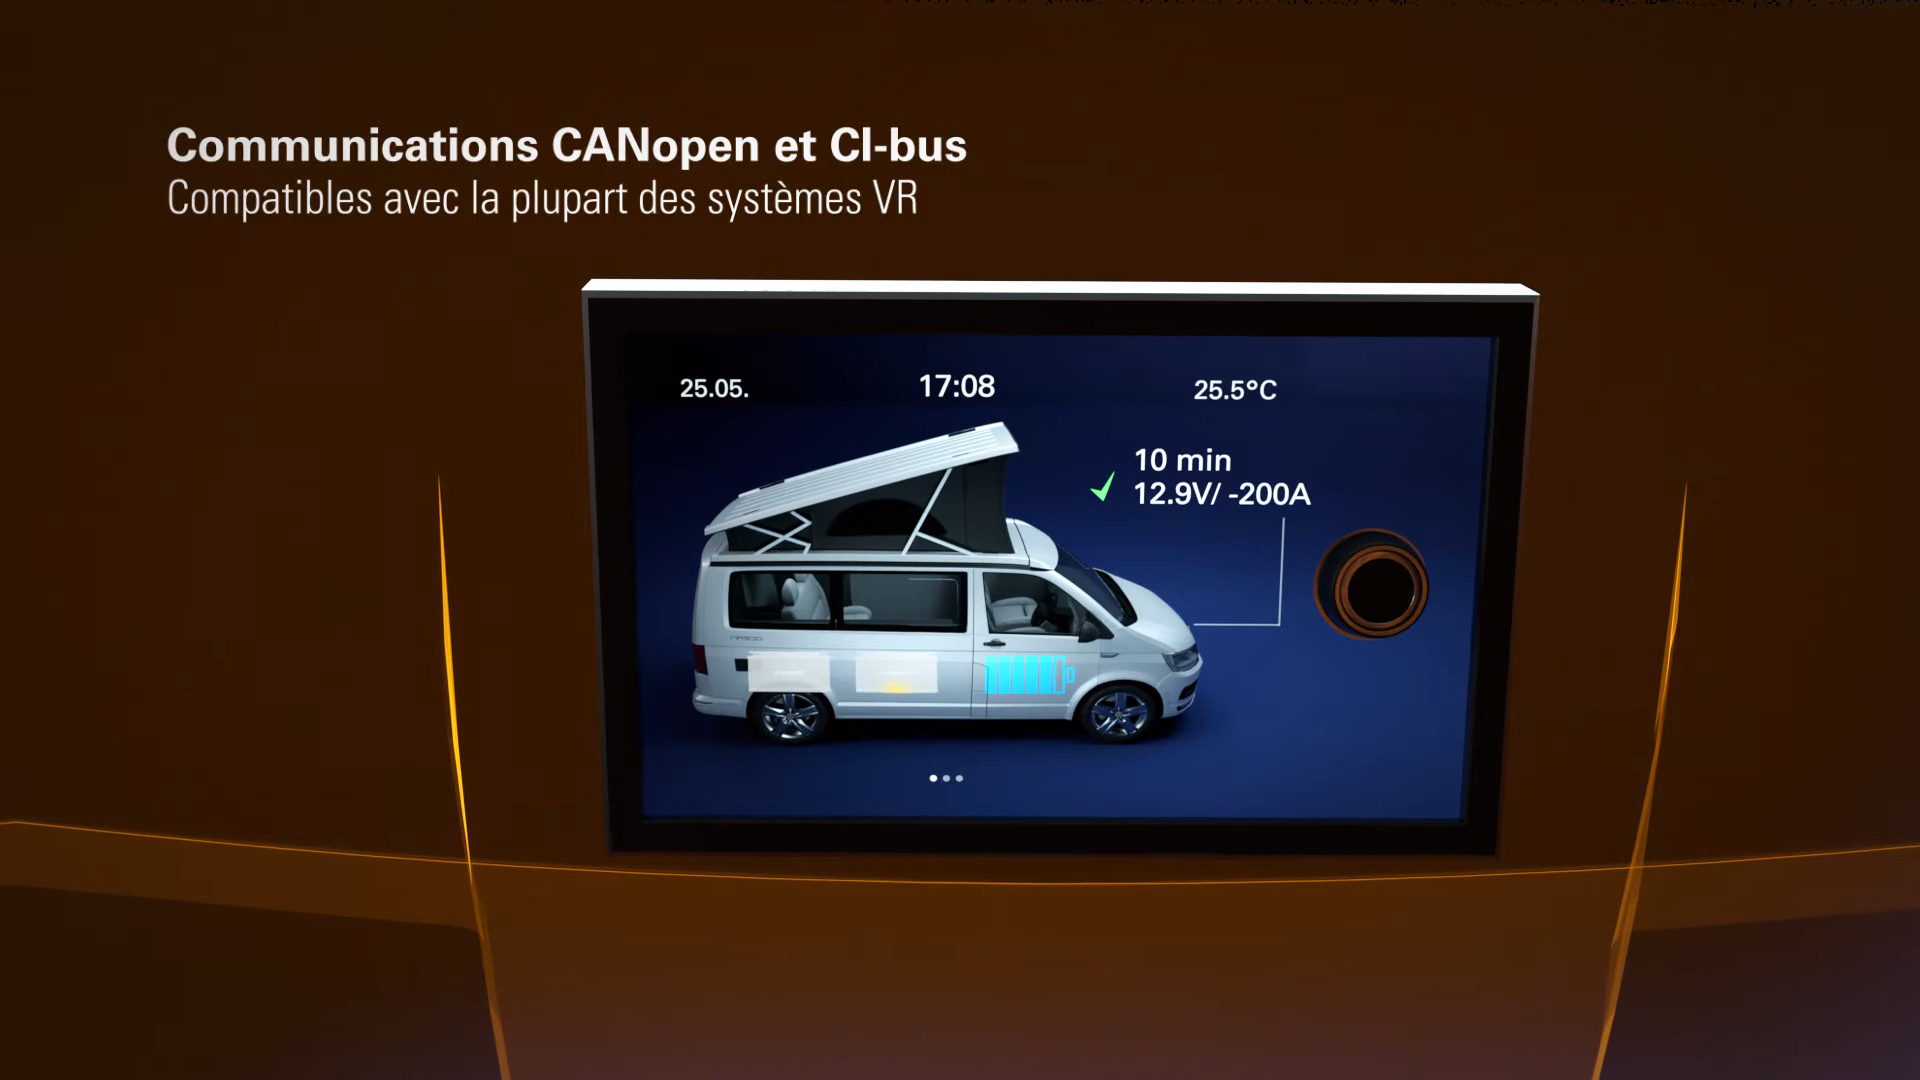 Communications CANopen et CI-bus
Compatibles avec la plupart des systèmes VR
25.05.
17:08
25.5°C
10 min
12.9V/ -200A